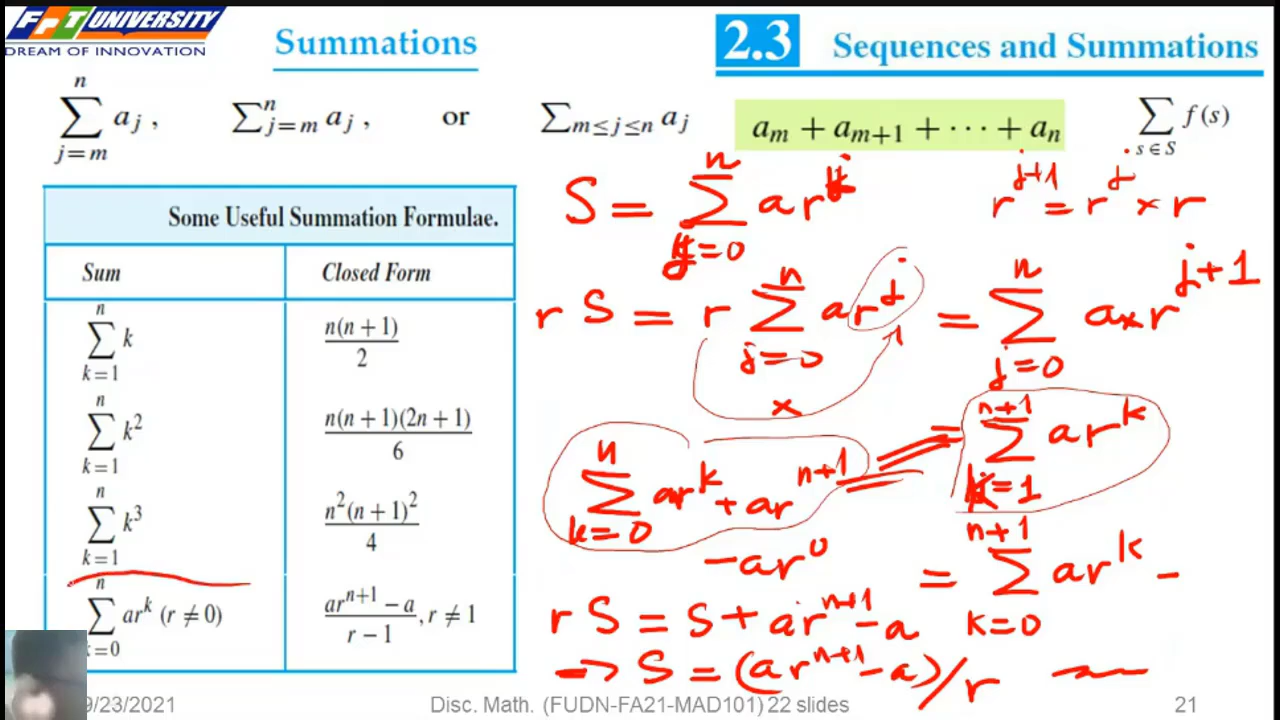 FPT UNIVERSITY
DREAM OF INNOVATION
Summations
2.3 Sequences and Summations
∑_{j=m}^{n} a_j , ∑_{j=m}^{n} a_j , or ∑_{m≤j≤n} a_j
a_m + a_{m+1} + ⋯ + a_n
∑_{s∈S} f(s)
Some Useful Summation Formulae.
Sum Closed Form
∑_{k=1}^{n} k n(n+1)/2
∑_{k=1}^{n} k^2 n(n+1)(2n+1)/6
∑_{k=1}^{n} k^3 n^2(n+1)^2/4
∑_{k=0}^{n} ar^k (r ≠ 0) (ar^{n+1} − a)/(r − 1), r ≠ 1
S = ∑_{j=0}^{n} ar^j
r^{j+1} = r^j × r
r S = r ∑_{j=0}^{n} ar^j = ∑_{j=0}^{n} a × r^{j+1}
×
= ∑_{k=1}^{n+1} ar^k
∑_{k=0}^{n} ar^k + ar^{n+1}
− ar^0
= ∑_{k=0}^{n+1} ar^k −
r S = S + ar^{n+1} − a
→ S = (ar^{n+1} − a)/r
9/23/2021
Disc. Math. (FUDN-FA21-MAD101) 22 slides
21